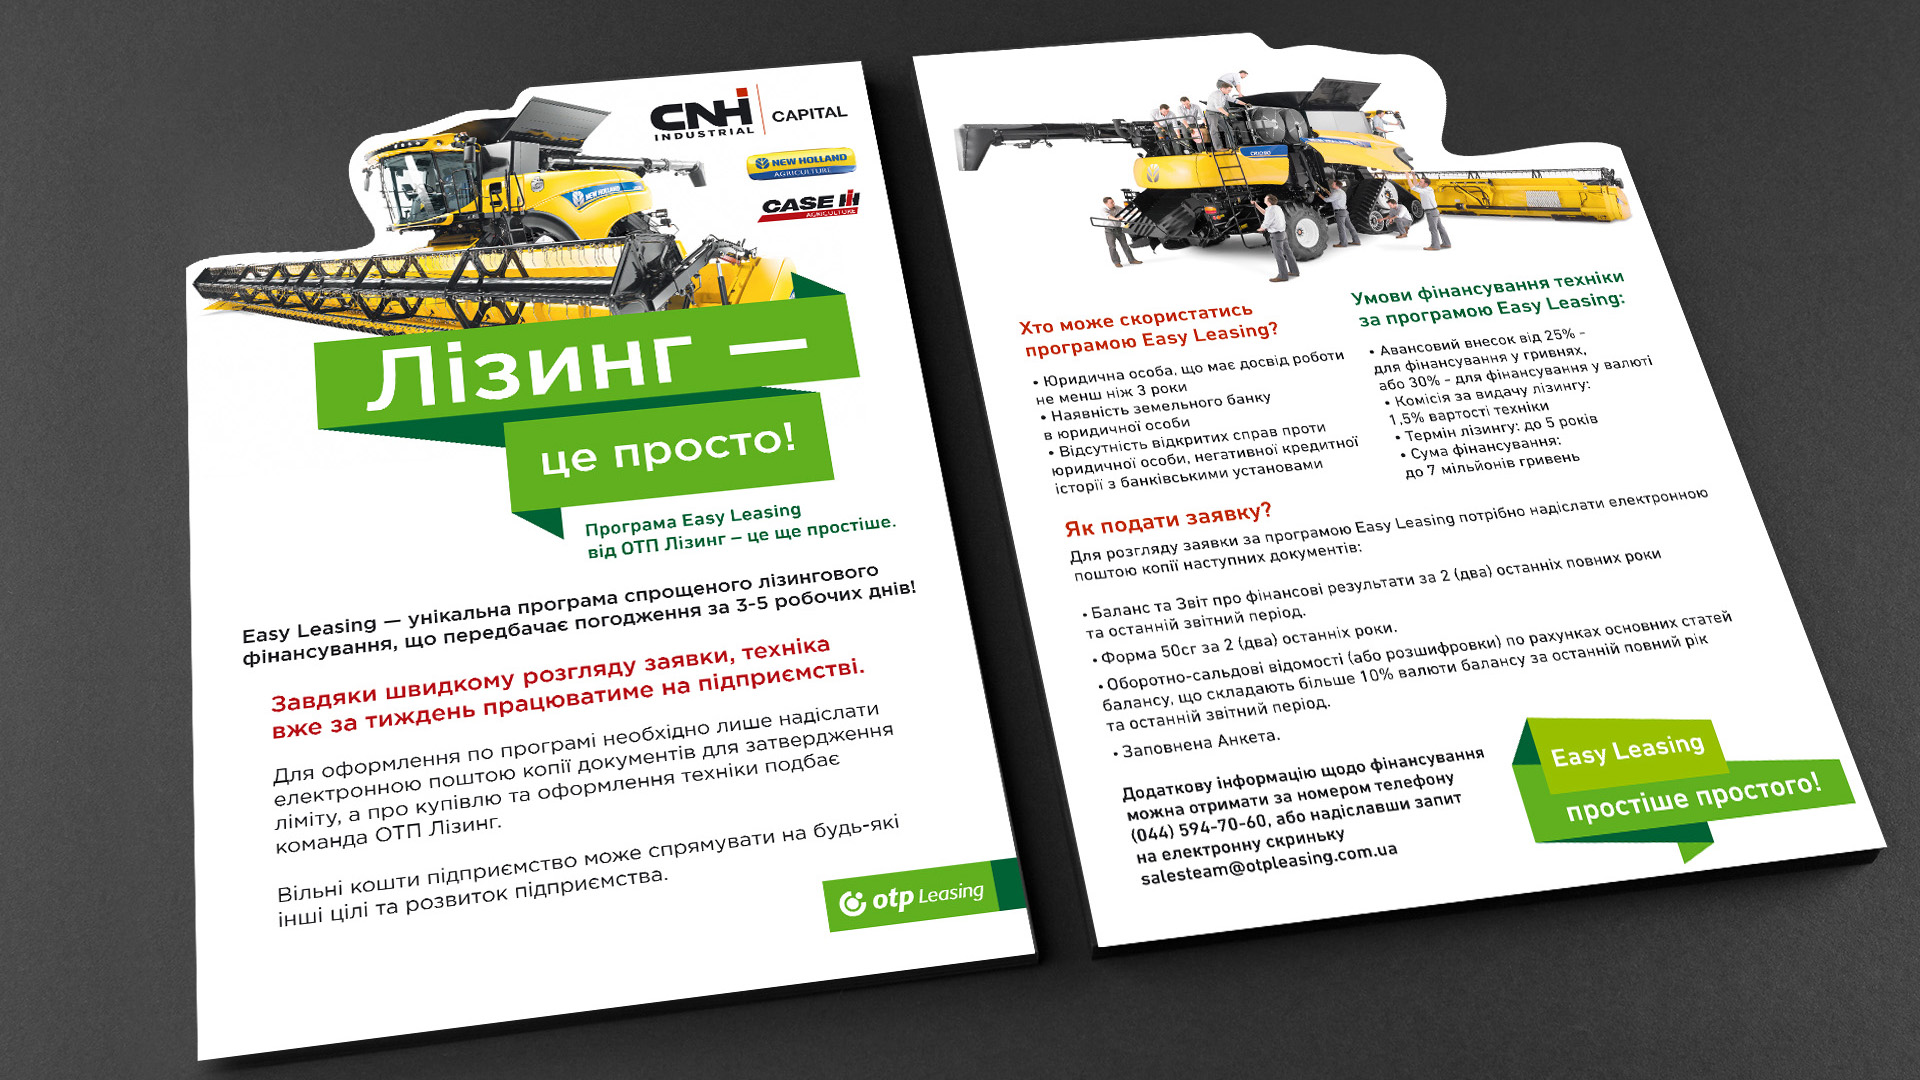 CNH
INDUSTRIAL
CAPITAL
NEW HOLLAND
AGRICULTURE
CASE IH
AGRICULTURE
NEW HOLLAND
Лізинг —
це просто!
Програма Easy Leasing
від ОТП Лізинг – це ще простіше.
Easy Leasing — унікальна програма спрощеного лізингового
фінансування, що передбачає погодження за 3-5 робочих днів!
Завдяки швидкому розгляду заявки, техніка
вже за тиждень працюватиме на підприємстві.
Для оформлення по програмі необхідно лише надіслати
електронною поштою копії документів для затвердження
ліміту, а про купівлю та оформлення техніки подбає
команда ОТП Лізинг.
Вільні кошти підприємство може спрямувати на будь-які
інші цілі та розвиток підприємства.
otp Leasing
Хто може скористатись
програмою Easy Leasing?
• Юридична особа, що має досвід роботи
не менш ніж 3 роки
• Наявність земельного банку
в юридичної особи
• Відсутність відкритих справ проти
юридичної особи, негативної кредитної
історії з банківськими установами
Умови фінансування техніки
за програмою Easy Leasing:
• Авансовий внесок від 25% -
для фінансування у гривнях,
або 30% - для фінансування у валюті
• Комісія за видачу лізингу:
1,5% вартості техніки
• Термін лізингу: до 5 років
• Сума фінансування:
до 7 мільйонів гривень
Як подати заявку?
Для розгляду заявки за програмою Easy Leasing потрібно надіслати електронною
поштою копії наступних документів:
• Баланс та Звіт про фінансові результати за 2 (два) останніх повних роки
та останній звітний період.
• Форма 50сг за 2 (два) останніх роки.
• Оборотно-сальдові відомості (або розшифровки) по рахунках основних статей
балансу, що складають більше 10% валюти балансу за останній повний рік
та останній звітний період.
• Заповнена Анкета.
Додаткову інформацію щодо фінансування
можна отримати за номером телефону
(044) 594-70-60, або надіславши запит
на електронну скриньку
salesteam@otpleasing.com.ua
Easy Leasing
простіше простого!